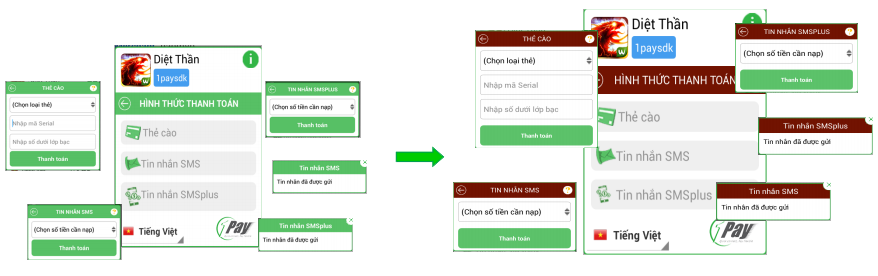 Diệt Thần
1paysdk
HÌNH THỨC THANH TOÁN
Thẻ cào
Tin nhắn SMS
Tin nhắn SMSplus
Tiếng Việt
1Pay
THẺ CÀO
(Chọn loại thẻ)
Nhập mã Serial
Nhập số dưới lớp bạc
Thanh toán
TIN NHẮN SMSPLUS
(Chọn số tiền cần nạp)
Thanh toán
Tin nhắn SMS
Tin nhắn đã được gửi
TIN NHẮN SMS
(Chọn số tiền cần nạp)
Thanh toán
Tin nhắn SMSplus
Tin nhắn đã được gửi
THẺ CÀO
(Chọn loại thẻ)
Nhập mã Serial
Nhập số dưới lớp bạc
Thanh toán
Diệt Thần
1paysdk
HÌNH THỨC THANH TOÁN
Thẻ cào
Tin nhắn SMS
Tin nhắn SMSplus
Tiếng Việt
1Pay
TIN NHẮN SMSPLUS
(Chọn số tiền cần nạp)
Thanh toán
Tin nhắn SMSplus
Tin nhắn đã được gửi
TIN NHẮN SMS
(Chọn số tiền cần nạp)
Thanh toán
Tin nhắn SMS
Tin nhắn đã được gửi